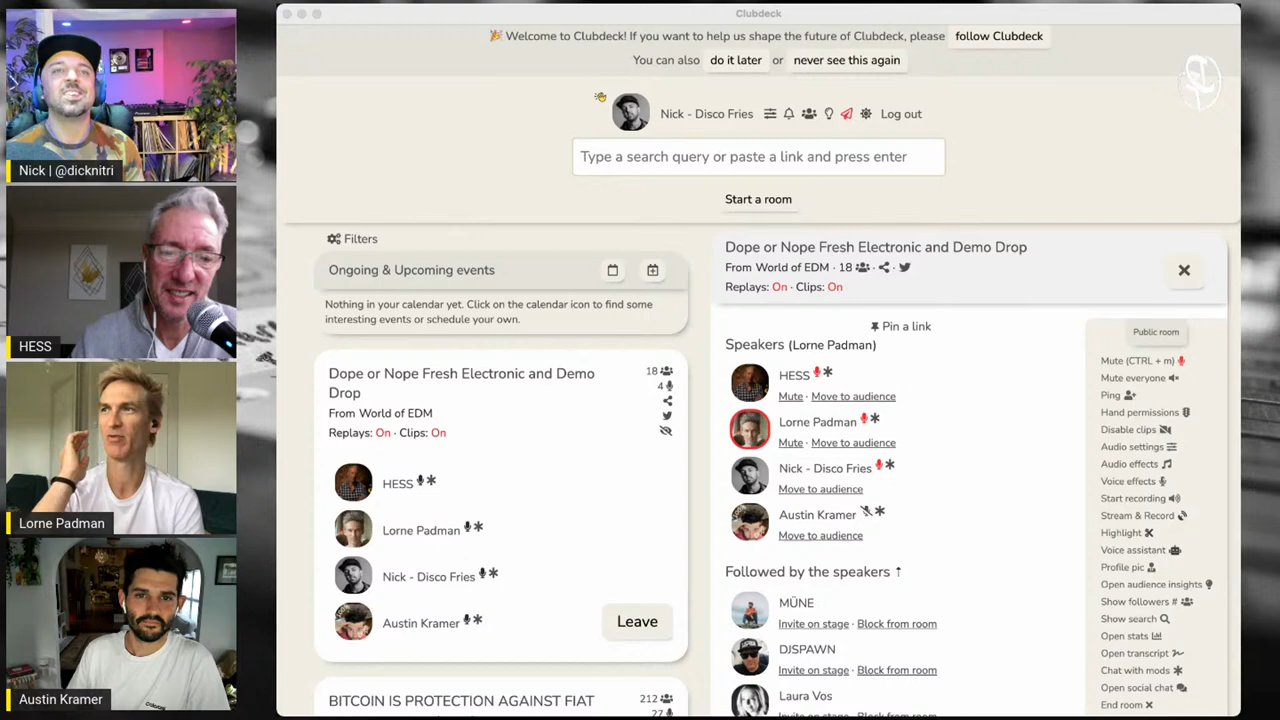 Nick | @dicknitri
HESS
Lorne Padman
Austin Kramer
Clubdeck
🎉 Welcome to Clubdeck! If you want to help us shape the future of Clubdeck, please follow Clubdeck
You can also do it later or never see this again
Nick - Disco Fries Log out
Type a search query or paste a link and press enter
Start a room
Filters
Ongoing & Upcoming events
Nothing in your calendar yet. Click on the calendar icon to find some
interesting events or schedule your own.
Dope or Nope Fresh Electronic and Demo
Drop
From World of EDM
Replays: On · Clips: On
18
4
HESS
Lorne Padman
Nick - Disco Fries
Austin Kramer
Leave
BITCOIN IS PROTECTION AGAINST FIAT
212
27
Dope or Nope Fresh Electronic and Demo Drop
From World of EDM · 18
Replays: On · Clips: On
Pin a link
Speakers (Lorne Padman)
HESS
Mute · Move to audience
Lorne Padman
Mute · Move to audience
Nick - Disco Fries
Move to audience
Austin Kramer
Move to audience
Followed by the speakers ⇡
MÜNE
Invite on stage · Block from room
DJSPAWN
Invite on stage · Block from room
Laura Vos
Invite on stage · Block from room
Public room
Mute (CTRL + m)
Mute everyone
Ping
Hand permissions
Disable clips
Audio settings
Audio effects
Voice effects
Start recording
Stream & Record
Highlight
Voice assistant
Profile pic
Open audience insights
Show followers #
Show search
Open stats
Open transcript
Chat with mods
Open social chat
End room